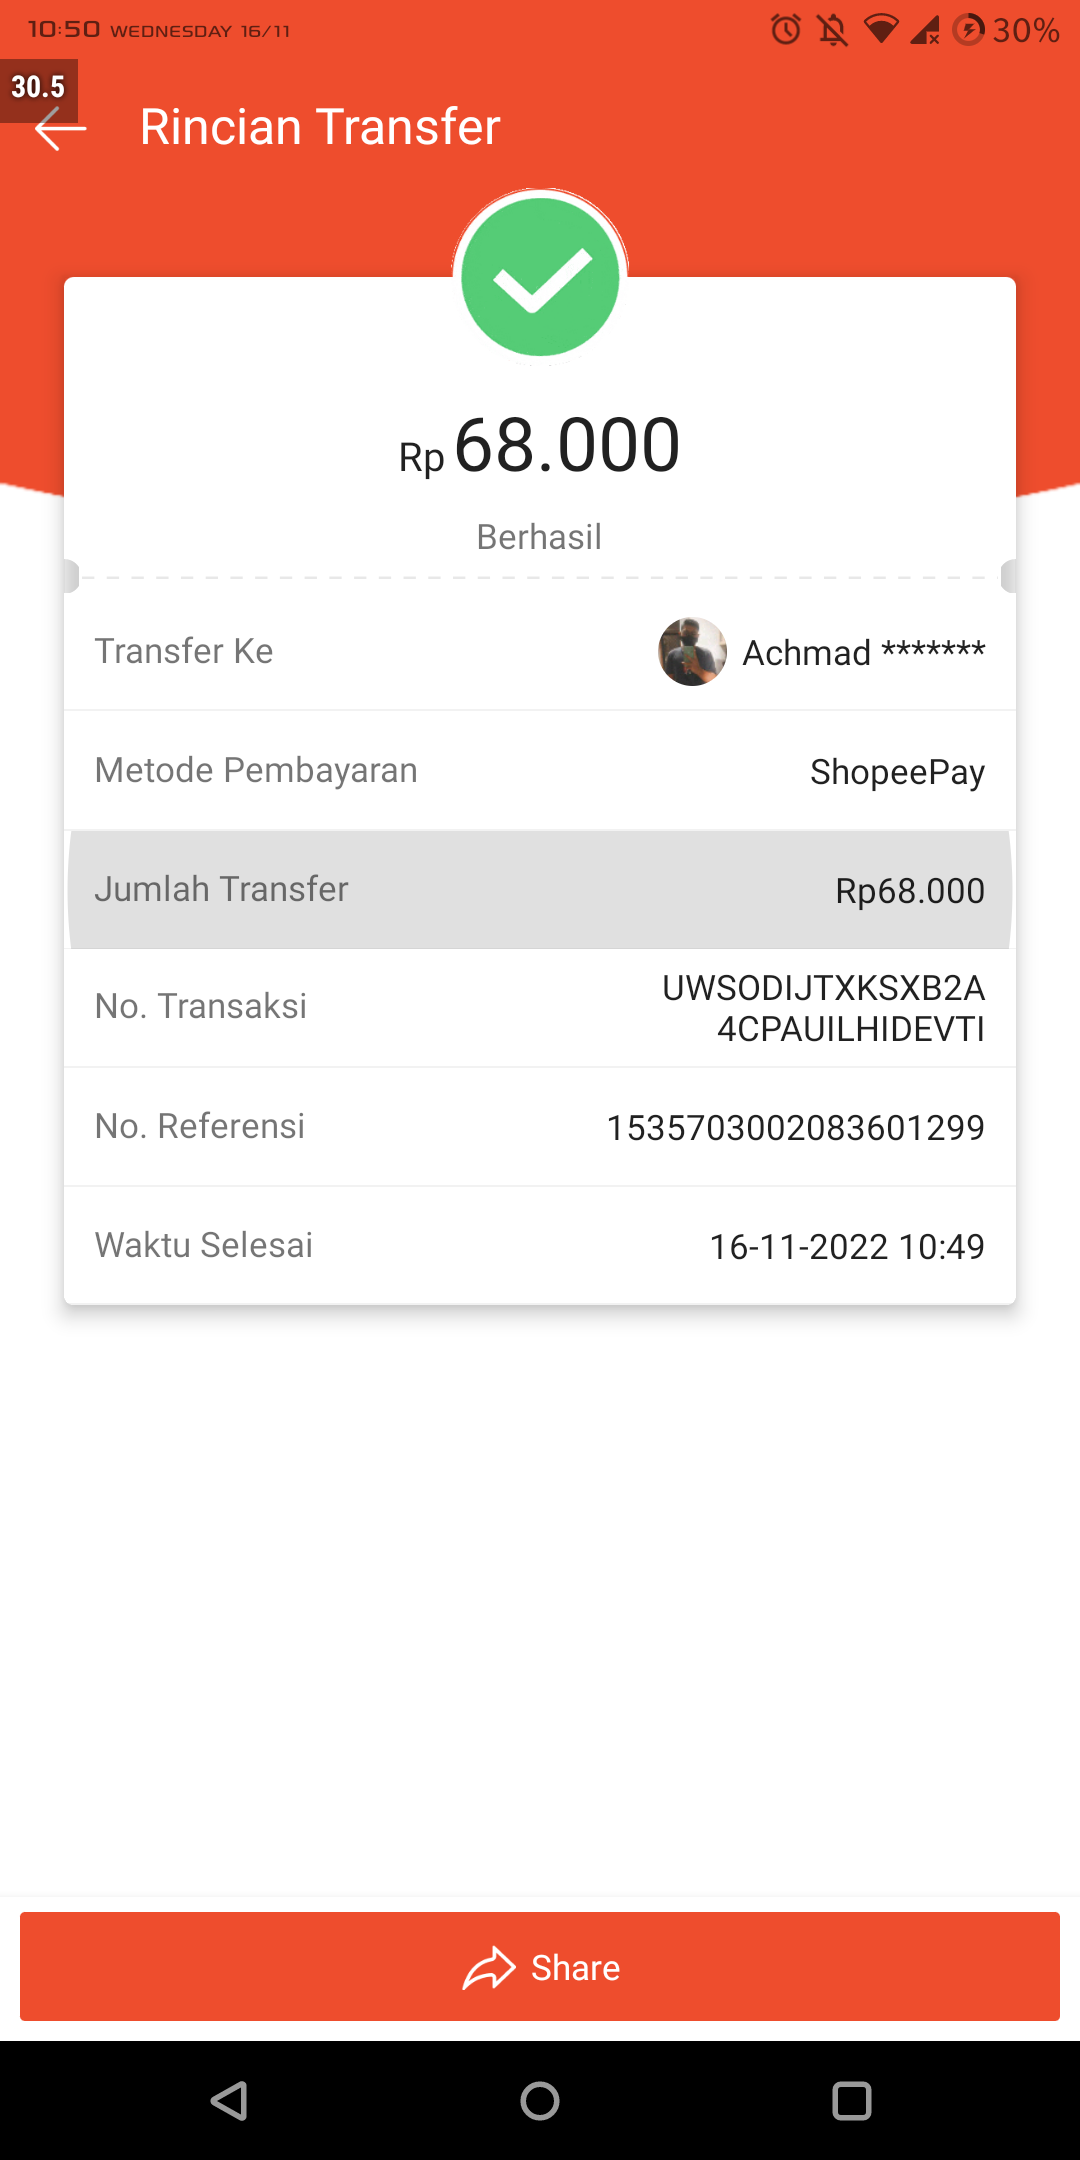 10:50 WEDNESDAY 16/11 30%
30.5
Rincian Transfer
Rp 68.000
Berhasil
Transfer Ke Achmad *******
Metode Pembayaran ShopeePay
Jumlah Transfer Rp68.000
No. Transaksi UWSODIJTXKSXB2A
4CPAUILHIDEVTI
No. Referensi 1535703002083601299
Waktu Selesai 16-11-2022 10:49
Share